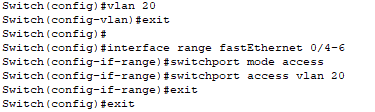 Switch(config)#vlan 20
Switch(config-vlan)#exit
Switch(config)#
Switch(config)#interface range fastEthernet 0/4-6
Switch(config-if-range)#switchport mode access
Switch(config-if-range)#switchport access vlan 20
Switch(config-if-range)#exit
Switch(config)#exit